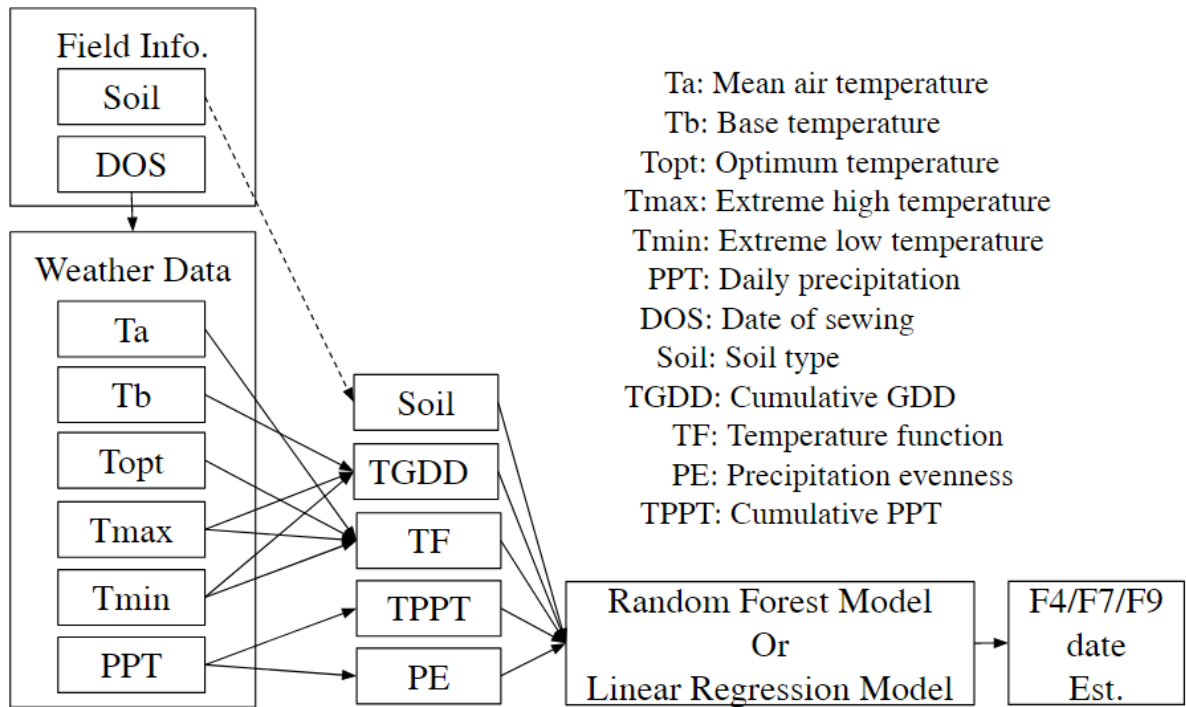 Field Info.
Soil
DOS
Weather Data
Ta
Tb
Topt
Tmax
Tmin
PPT
Soil
TGDD
TF
TPPT
PE
Ta: Mean air temperature
Tb: Base temperature
Topt: Optimum temperature
Tmax: Extreme high temperature
Tmin: Extreme low temperature
PPT: Daily precipitation
DOS: Date of sewing
Soil: Soil type
TGDD: Cumulative GDD
TF: Temperature function
PE: Precipitation evenness
TPPT: Cumulative PPT
Random Forest Model
Or
Linear Regression Model
F4/F7/F9
date
Est.